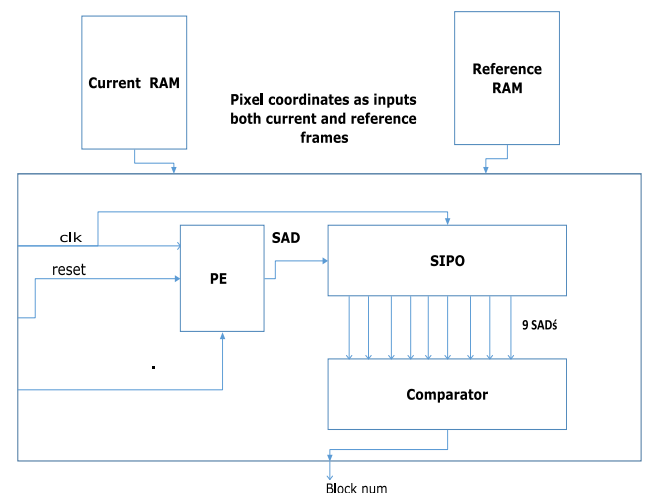 Current RAM
Reference
RAM
Pixel coordinates as inputs
both current and reference
frames
clk
SAD
reset
PE
SIPO
9 SADś
.
Comparator
Block num